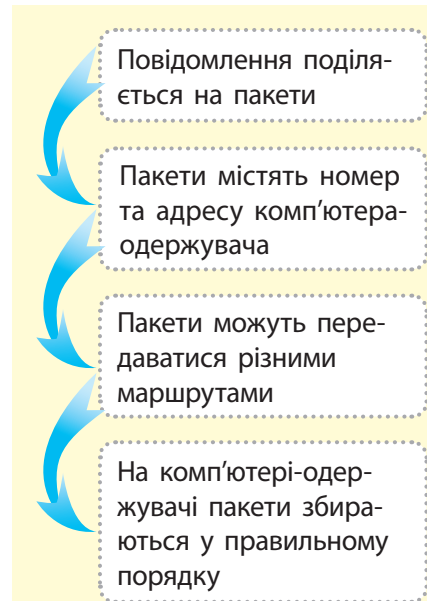 Повідомлення поділя-
ється на пакети
Пакети містять номер
та адресу комп'ютера-
одержувача
Пакети можуть пере-
даватися різними
маршрутами
На комп'ютері-одер-
жувачі пакети збира-
ються у правильному
порядку